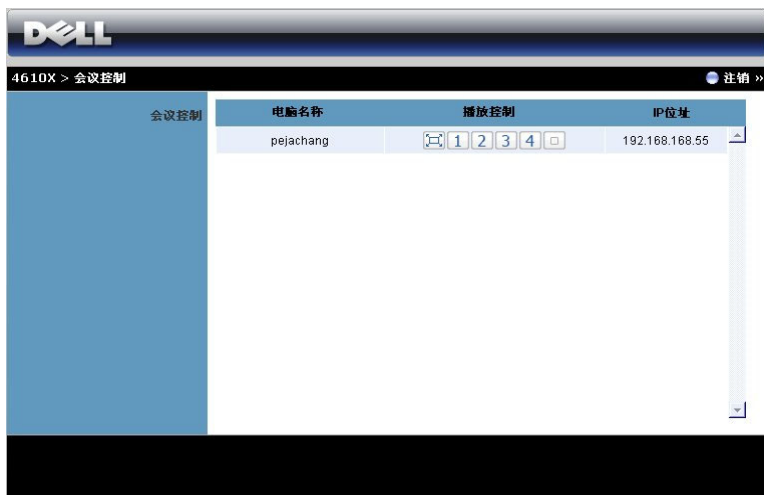 DELL
4610X > 会议控制
注销 »
会议控制
电脑名称 播放控制 IP位址
pejachang 1 2 3 4 192.168.168.55